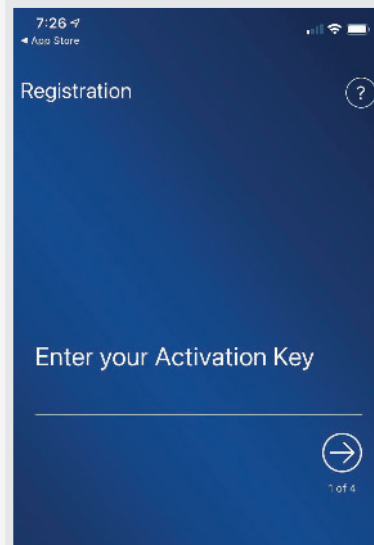 7:26
◀ App Store
Registration
?
Enter your Activation Key
1 of 4